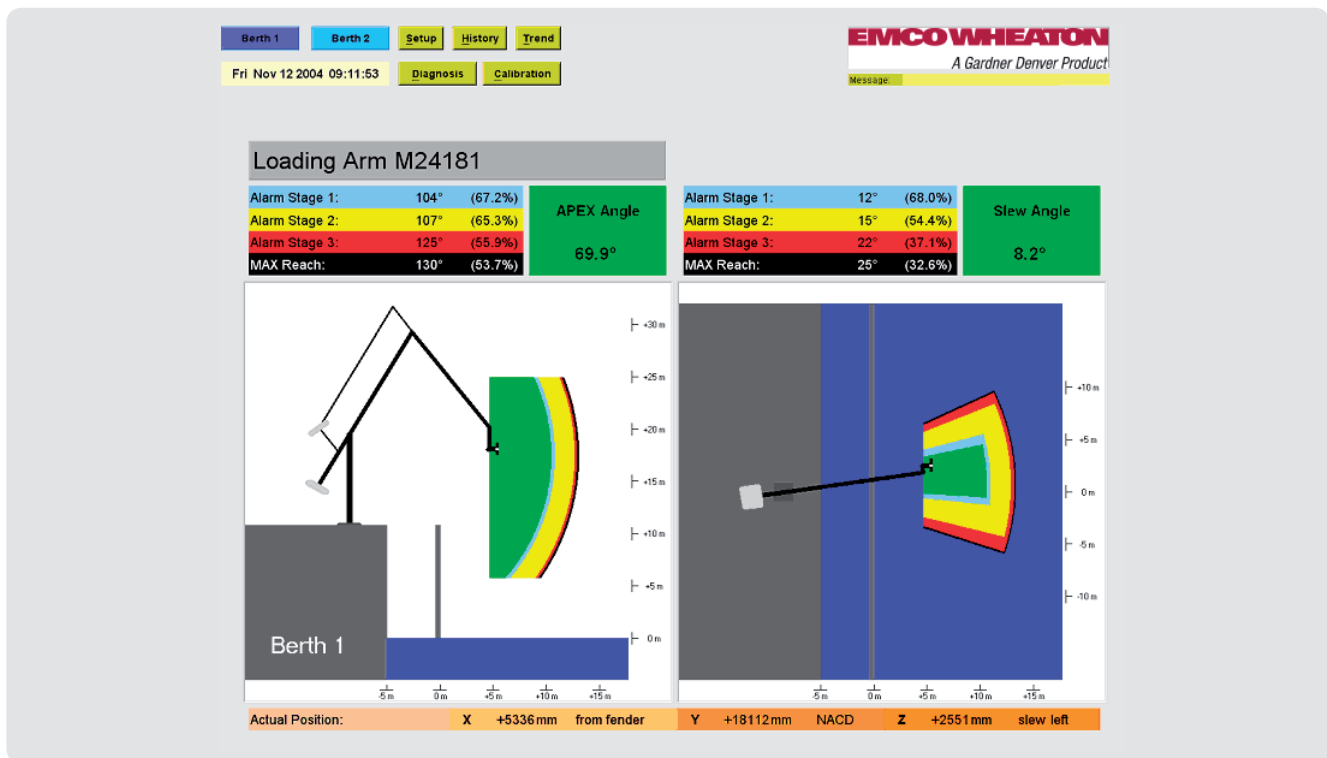 Berth 1 Berth 2 Setup History Trend
EMCO WHEATON
A Gardner Denver Product
Fri Nov 12 2004 09:11:53 Diagnosis Calibration
Message:
Loading Arm M24181
Alarm Stage 1: 104° (67.2%)
Alarm Stage 2: 107° (65.3%)
Alarm Stage 3: 125° (55.9%)
MAX Reach: 130° (53.7%)
APEX Angle
69.9°
Alarm Stage 1: 12° (68.0%)
Alarm Stage 2: 15° (54.4%)
Alarm Stage 3: 22° (37.1%)
MAX Reach: 25° (32.6%)
Slew Angle
8.2°
+30 m
+25 m
+20 m
+15 m
+10 m
+5 m
0 m
Berth 1
-5 m 0 m +5 m +10 m +15 m
+10 m
+5 m
0 m
-5 m
-10 m
-5 m 0 m +5 m +10 m +15 m
Actual Position: X +5336 mm from fender Y +18112 mm NACD Z +2551 mm slew left